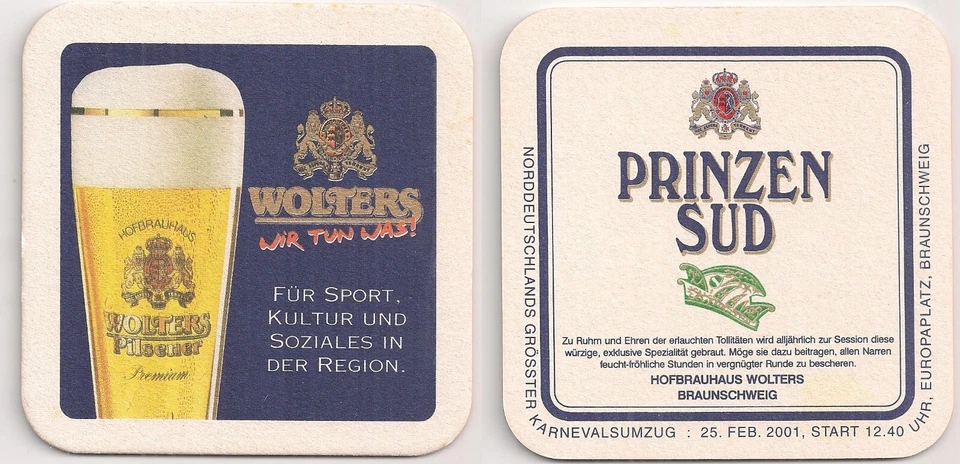 HOFBRAUHAUS
WOLTERS
Pilsener
Premium
WOLTERS
WIR TUN WAS!
FÜR SPORT,
KULTUR UND
SOZIALES IN
DER REGION.
PRINZEN
SUD
Zu Ruhm und Ehren der erlauchten Tollitäten wird alljährlich zur Session diese
würzige, exklusive Spezialität gebraut. Möge sie dazu beitragen, allen Narren
feucht-fröhliche Stunden in vergnügter Runde zu bescheren.
HOFBRAUHAUS WOLTERS
BRAUNSCHWEIG
NORDDEUTSCHLANDS GRÖSSTER KARNEVALSUMZUG : 25. FEB. 2001, START 12.40 UHR, EUROPAPLATZ, BRAUNSCHWEIG